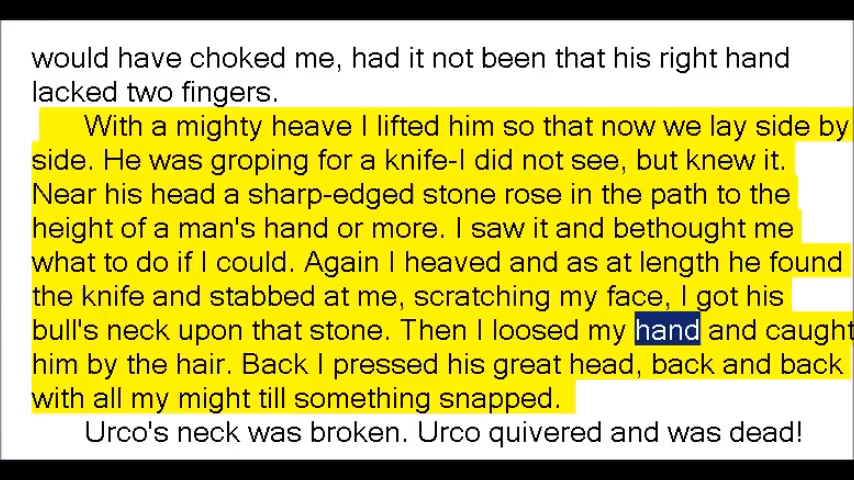 would have choked me, had it not been that his right hand
lacked two fingers.
With a mighty heave I lifted him so that now we lay side by
side. He was groping for a knife-I did not see, but knew it.
Near his head a sharp-edged stone rose in the path to the
height of a man's hand or more. I saw it and bethought me
what to do if I could. Again I heaved and as at length he found
the knife and stabbed at me, scratching my face, I got his
bull's neck upon that stone. Then I loosed my hand and caught
him by the hair. Back I pressed his great head, back and back
with all my might till something snapped.
Urco's neck was broken. Urco quivered and was dead!